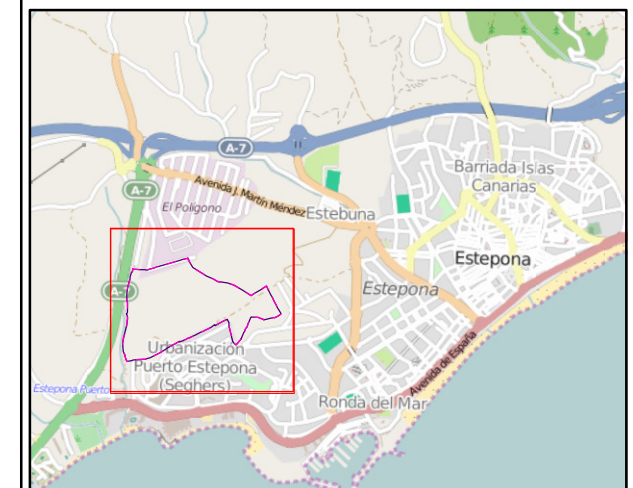 A-7
Barriada Islas
Canarias
A-7
Avenida J. Martín Méndez
El Polígono
Estebuna
Estepona
Estepona
A-7
Urbanización
Puerto Estepona
(Seghers)
Estepona Puerto
Avenida de España
Ronda del Mar